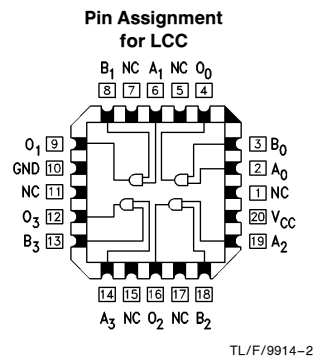 Pin Assignment
for LCC
B1 NC A1 NC O0
8 7 6 5 4
O1 9 3 B0
GND 10 2 A0
NC 11 1 NC
O3 12 20 VCC
B3 13 19 A2
14 15 16 17 18
A3 NC O2 NC B2
TL/F/9914–2